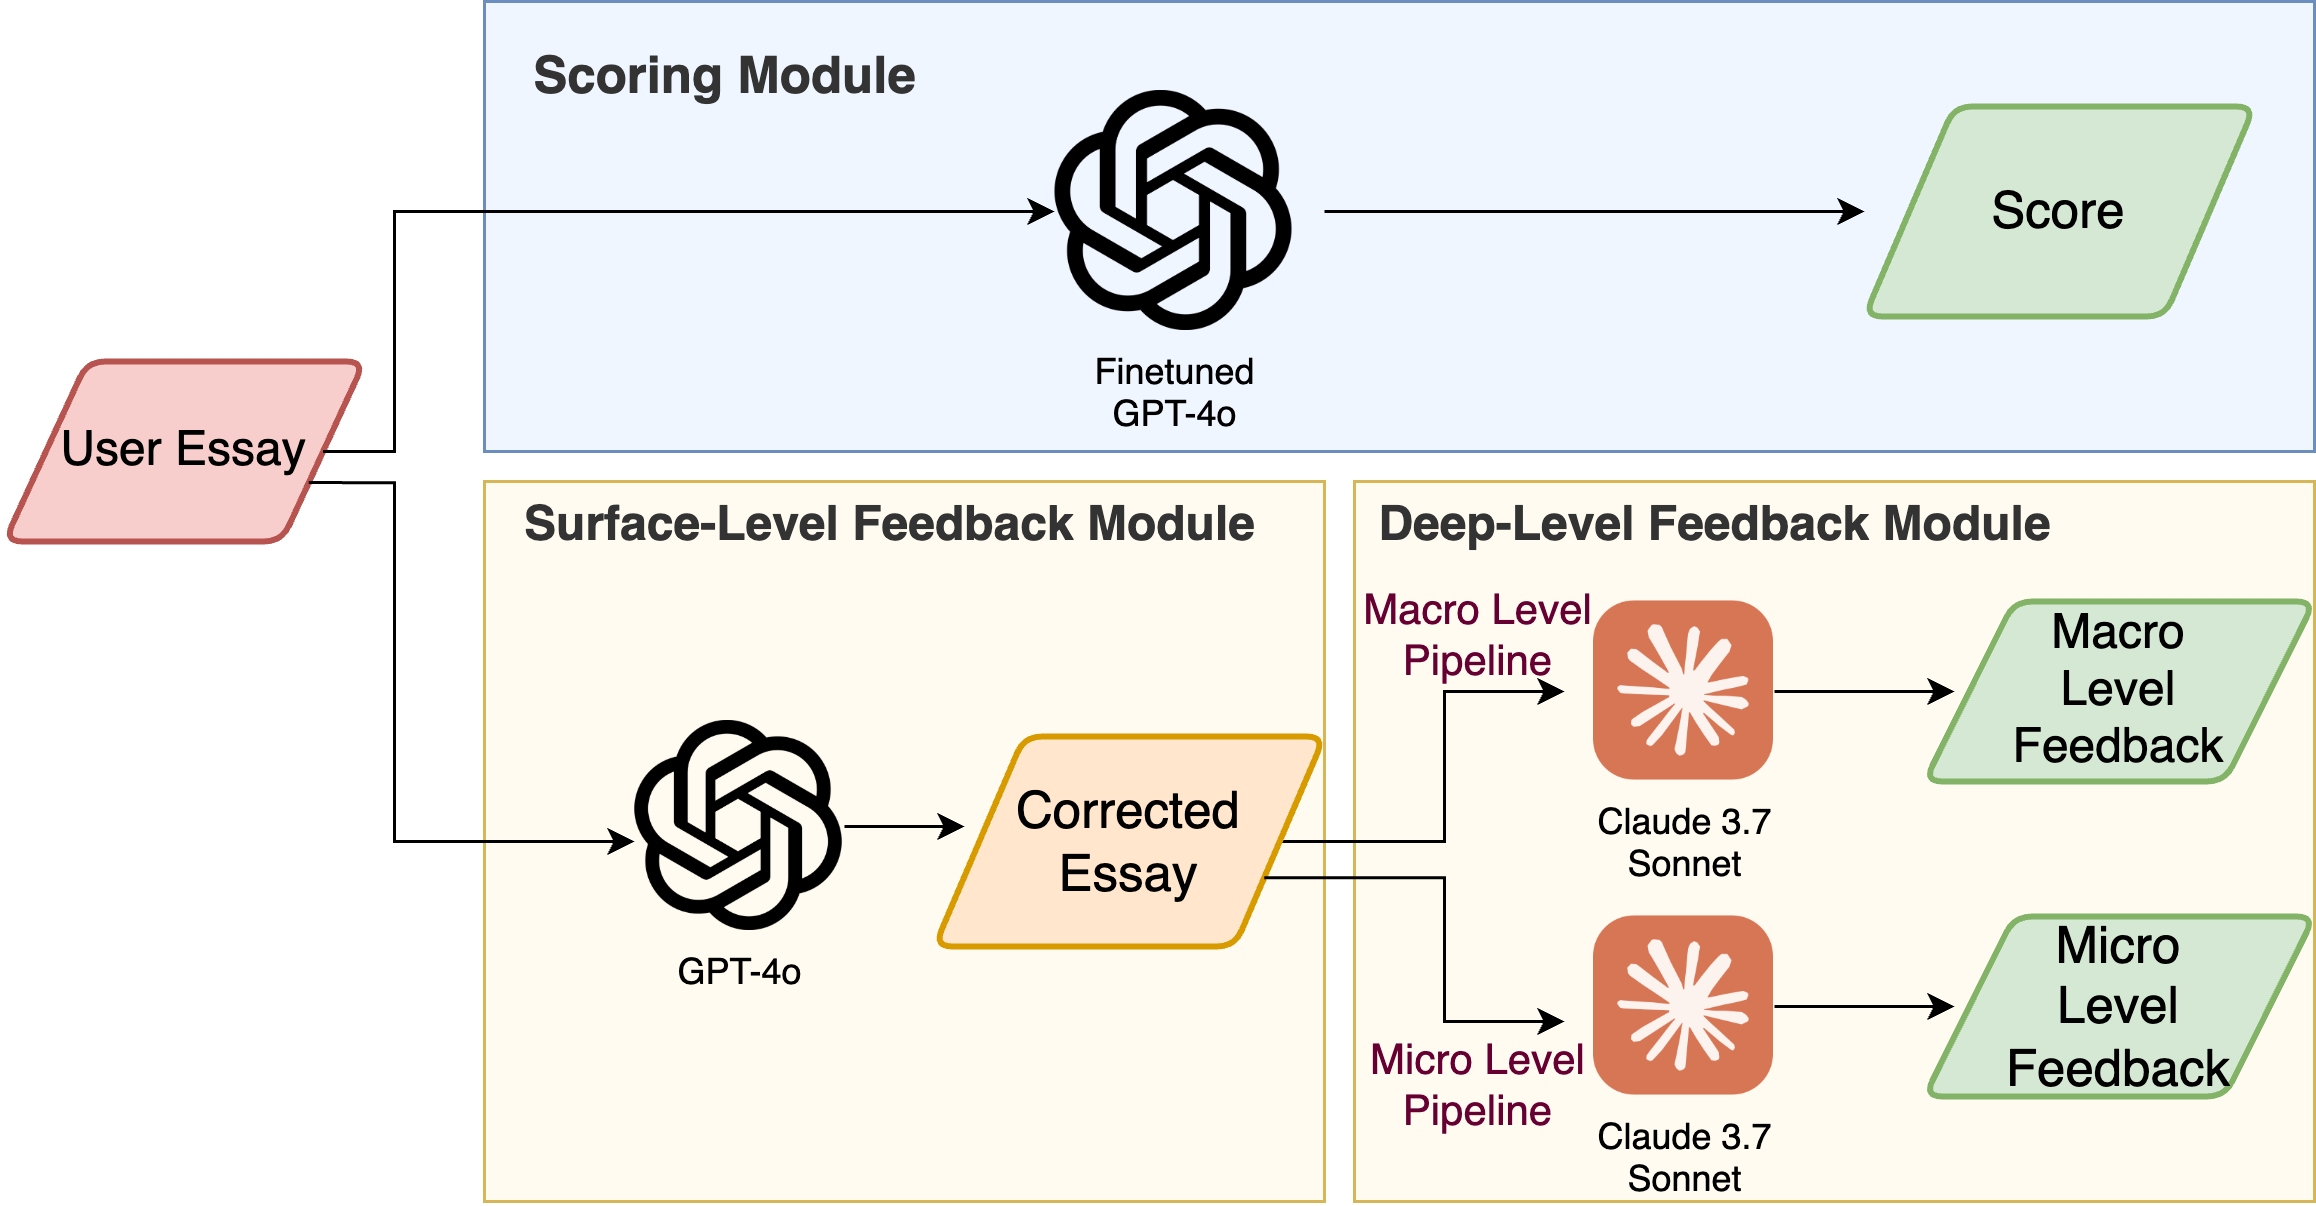 Scoring Module
Finetuned
GPT-4o
Score
User Essay
Surface-Level Feedback Module
GPT-4o
Corrected
Essay
Deep-Level Feedback Module
Macro Level
Pipeline
Claude 3.7
Sonnet
Macro
Level
Feedback
Micro Level
Pipeline
Claude 3.7
Sonnet
Micro
Level
Feedback